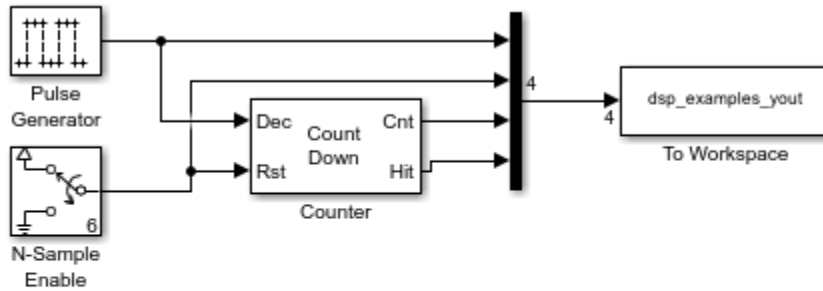 Pulse
Generator
Dec
Count
Down
Cnt
Rst
Hit
Counter
6
N-Sample
Enable
4
4
dsp_examples_yout
To Workspace